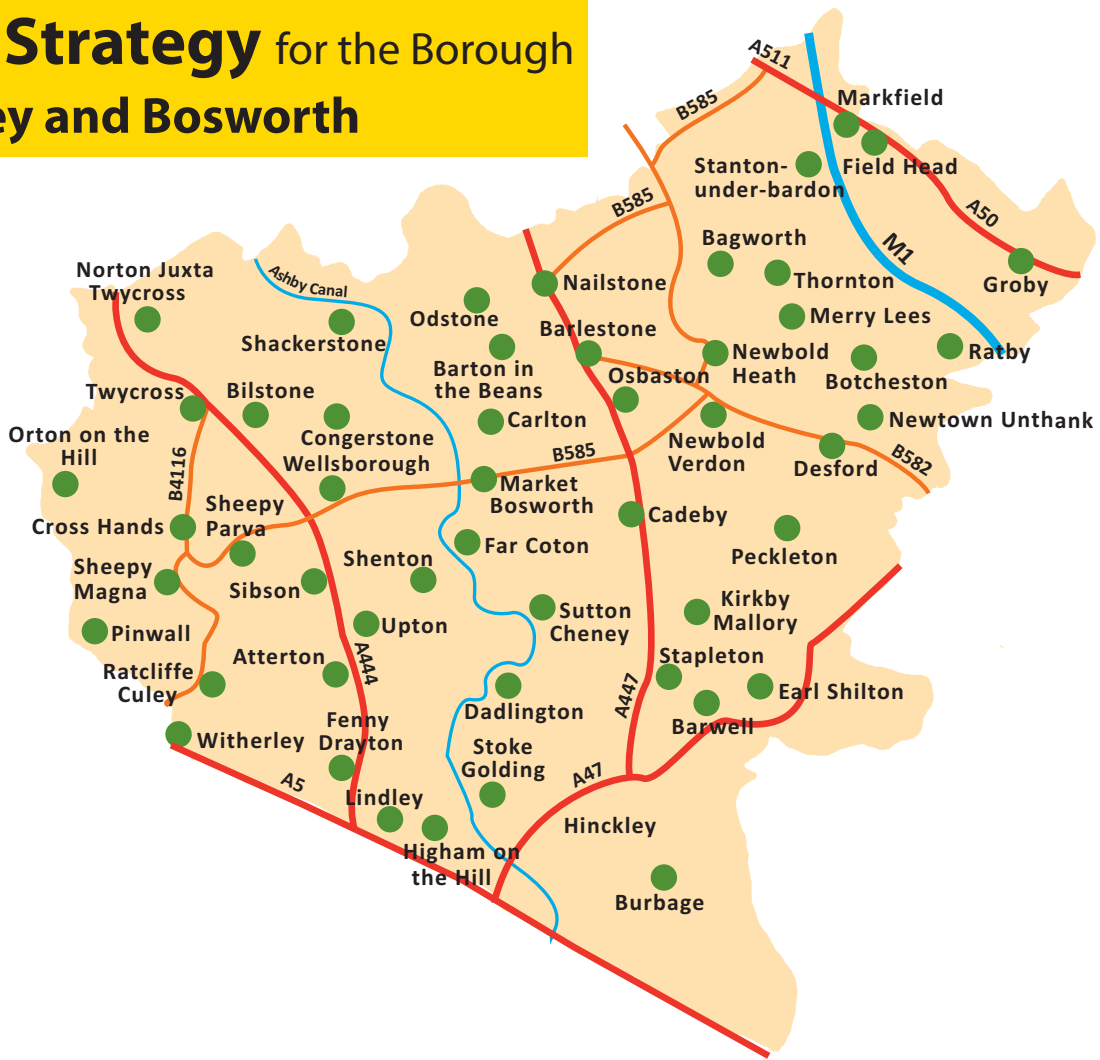 Strategy for the Borough
ey and Bosworth
A511
B585
Markfield
Stanton-
under-bardon
Field Head
B585
A50
Bagworth
M1
Norton Juxta
Twycross
Ashby Canal
Nailstone
Thornton
Groby
Odstone
Merry Lees
Shackerstone
Barlestone
Newbold
Heath
Ratby
Barton in
the Beans
Osbaston
Botcheston
Twycross
Bilstone
Carlton
Newtown Unthank
Orton on the
Hill
Congerstone
Newbold
Verdon
Wellsborough
B585
Desford
B582
B4116
Market
Bosworth
Sheepy
Parva
Cross Hands
Cadeby
Far Coton
Peckleton
Shenton
Sheepy
Magna
Sibson
Kirkby
Mallory
Sutton
Cheney
Pinwall
Upton
Atterton
A444
Stapleton
Ratcliffe
Culey
A447
Earl Shilton
Dadlington
Barwell
Fenny
Drayton
Witherley
Stoke
Golding
A5
A47
Lindley
Hinckley
Higham on
the Hill
Burbage